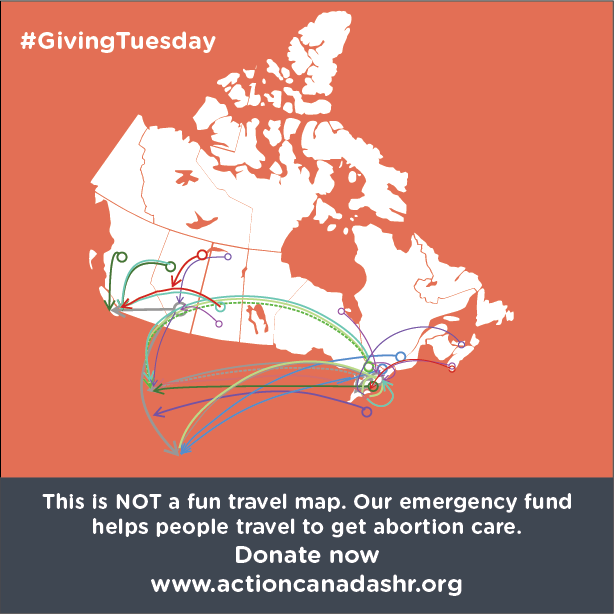 #GivingTuesday
This is NOT a fun travel map. Our emergency fund
helps people travel to get abortion care.
Donate now
www.actioncanadashr.org